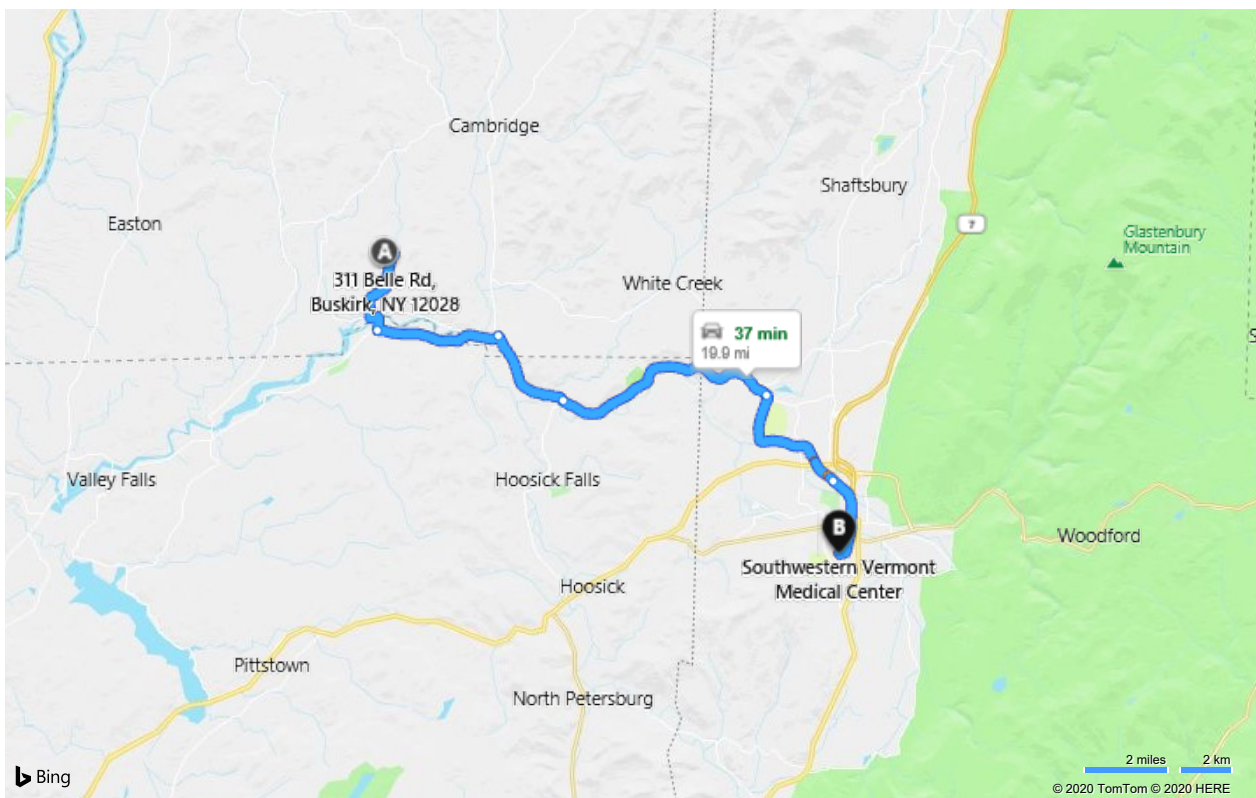 Cambridge
Shaftsbury
Easton
7
Glastenbury
Mountain
A
311 Belle Rd,
Buskirk, NY 12028
White Creek
37 min
19.9 mi
S
Valley Falls
Hoosick Falls
B
Woodford
Southwestern Vermont
Medical Center
Hoosick
Pittstown
North Petersburg
Bing
2 miles 2 km
© 2020 TomTom © 2020 HERE